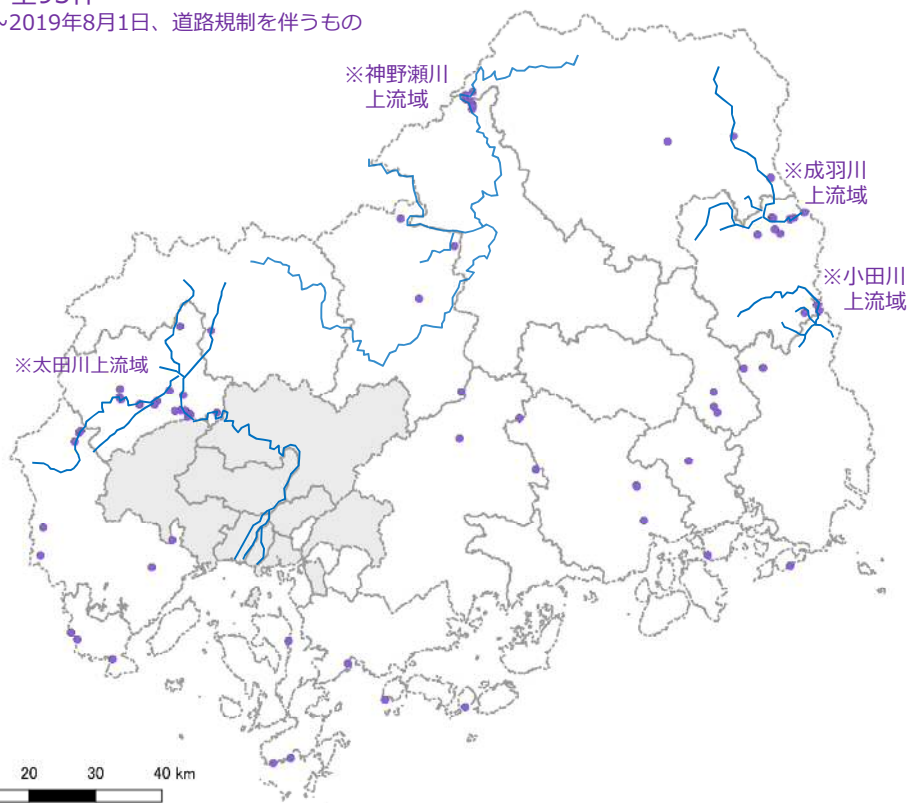 ~2019年8月1日、道路規制を伴うもの
※神野瀬川
上流域
※成羽川
上流域
※小田川
上流域
※太田川上流域
20 30 40 km